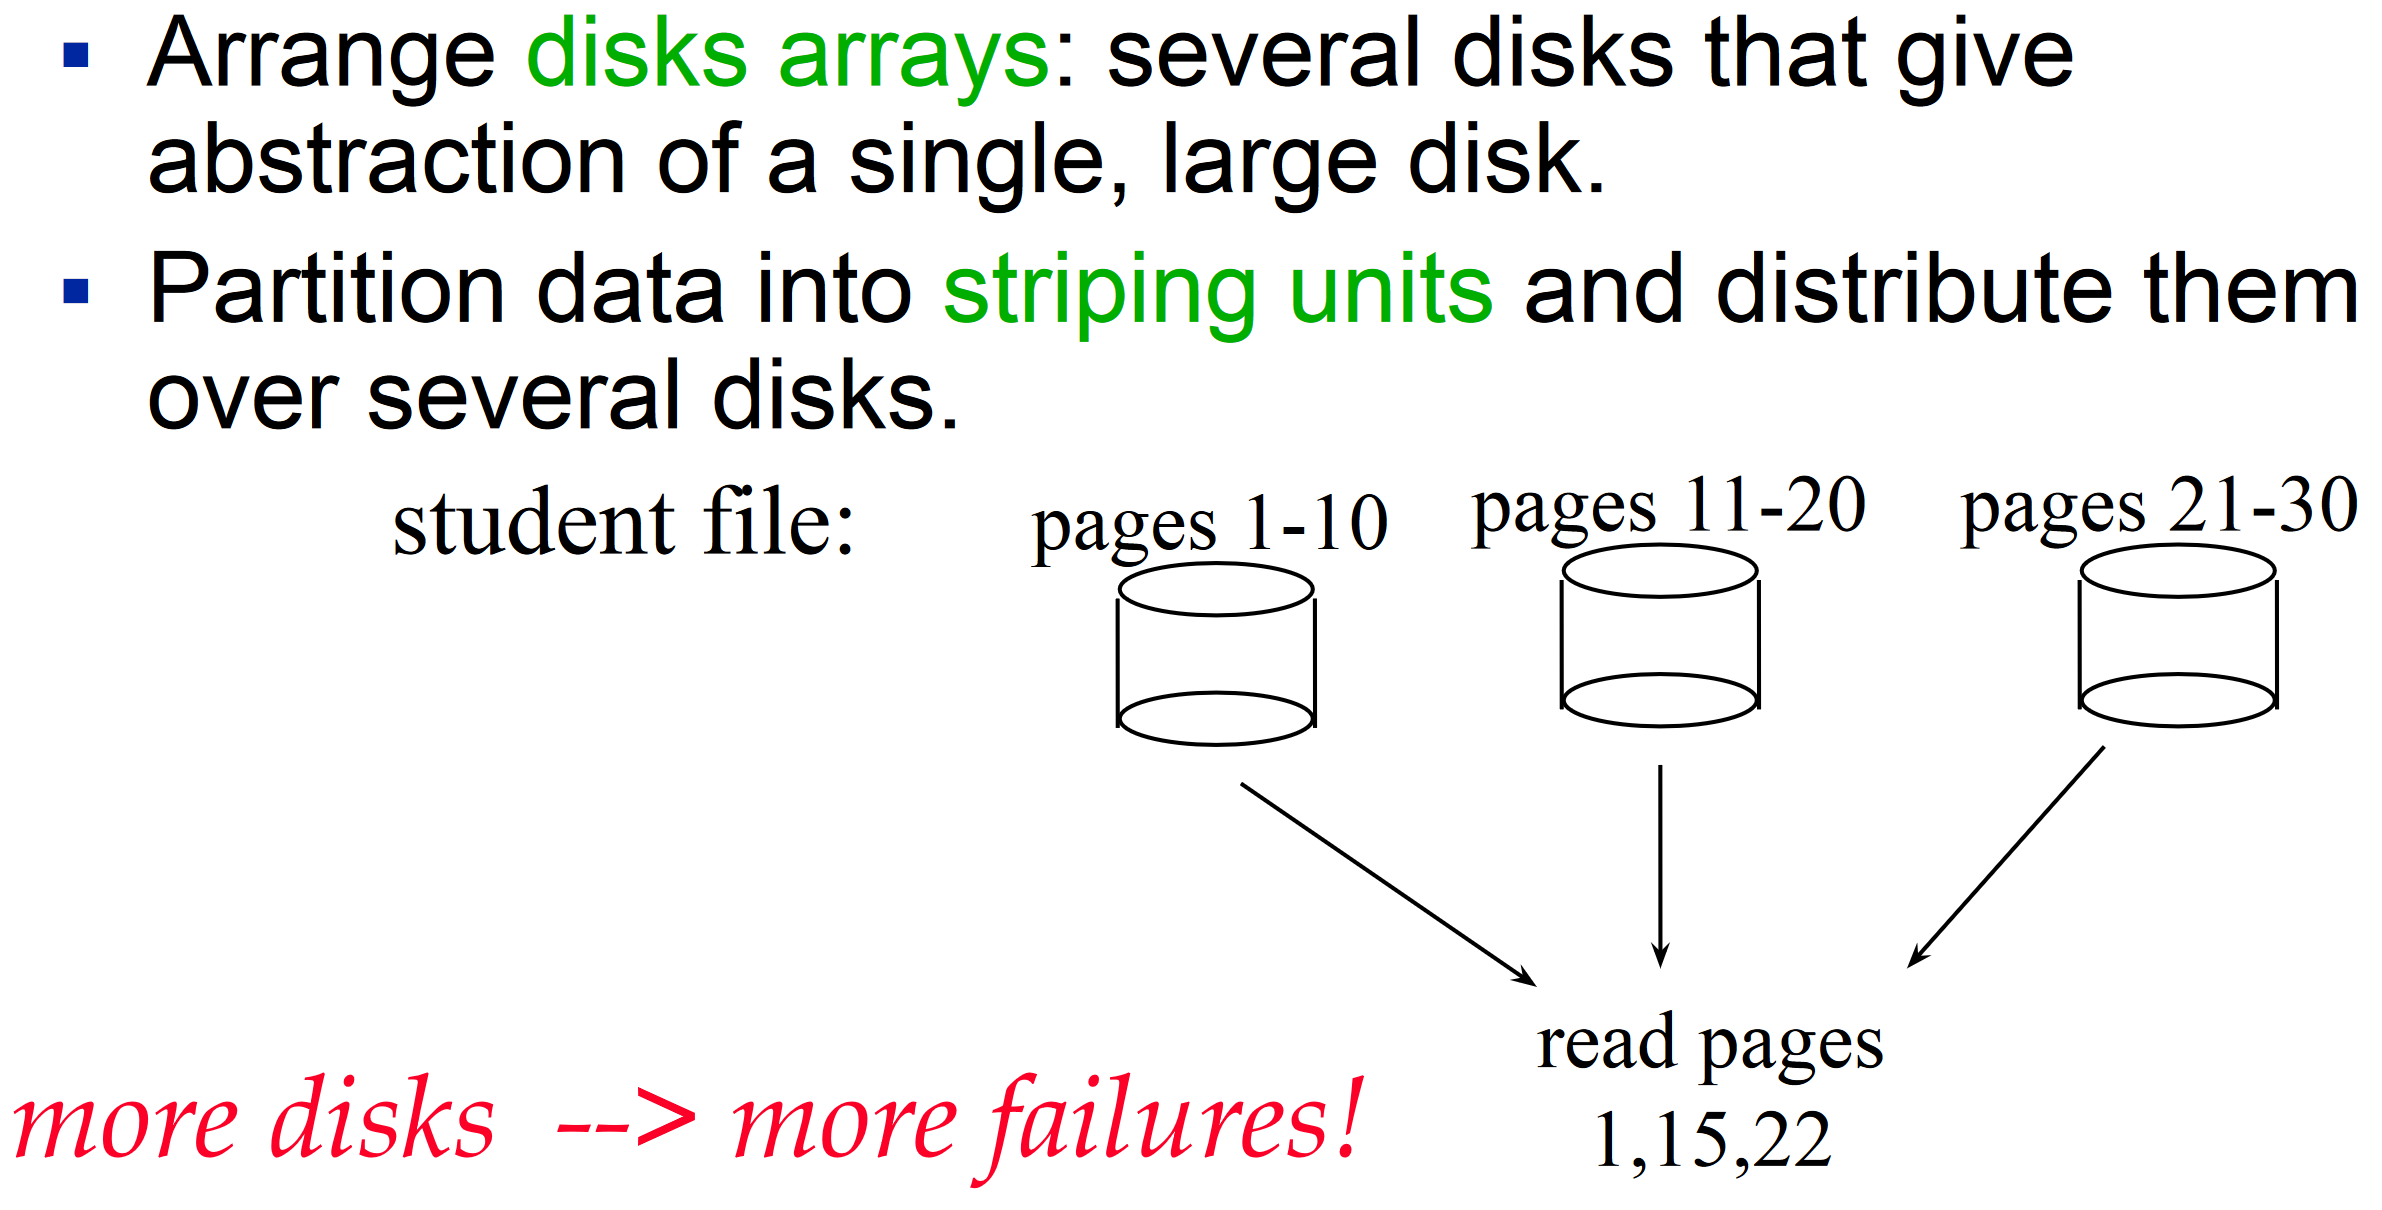 ▪ Arrange disks arrays: several disks that give
abstraction of a single, large disk.
▪ Partition data into striping units and distribute them
over several disks.
student file:
pages 1-10
pages 11-20
pages 21-30
read pages
1,15,22
more disks --> more failures!